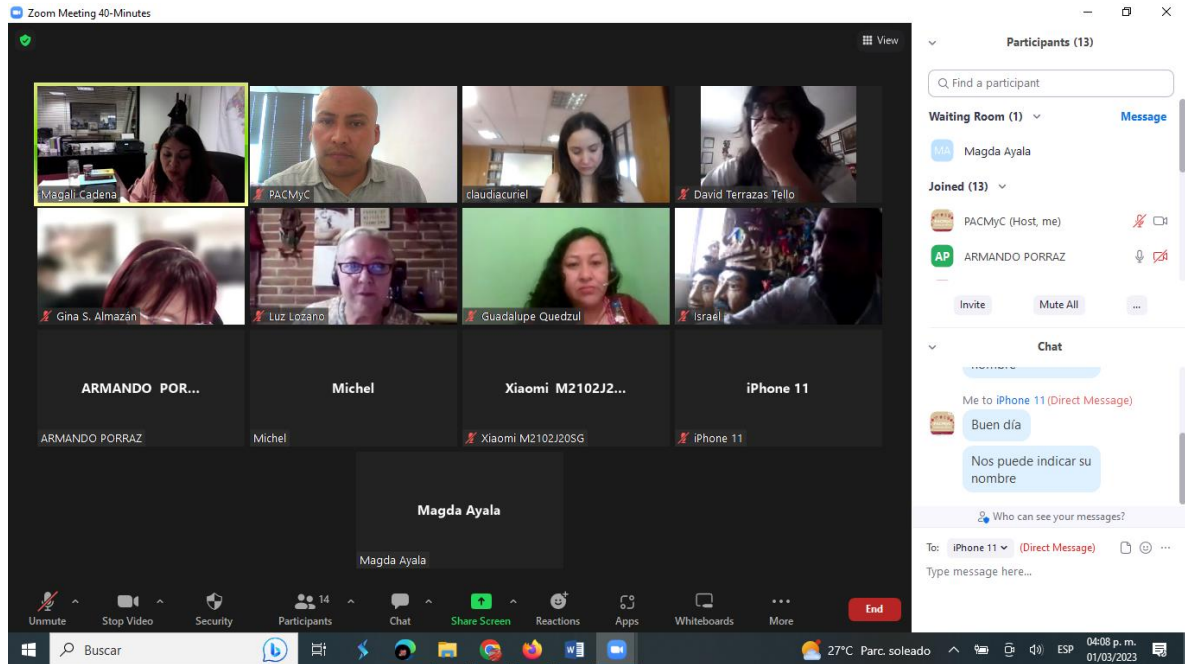 Zoom Meeting 40-Minutes
View
Magali Cadena
PACMyC
claudiacuriel
David Terrazas Tello
Gina S. Almazán
Luz Lozano
Guadalupe Quedzul
Israel
ARMANDO POR...
Michel
Xiaomi M2102J2...
iPhone 11
ARMANDO PORRAZ
Michel
Xiaomi M2102J20SG
iPhone 11
Magda Ayala
Magda Ayala
Unmute
Stop Video
Security
14
Participants
Chat
Share Screen
Reactions
Apps
Whiteboards
More
End
Participants (13)
Find a participant
Waiting Room (1)
Message
MA
Magda Ayala
Joined (13)
PACMyC (Host, me)
AP
ARMANDO PORRAZ
Invite
Mute All
...
Chat
Me to iPhone 11 (Direct Message)
Buen día
Nos puede indicar su
nombre
Who can see your messages?
To: iPhone 11 (Direct Message)
Type message here...
Buscar
27°C Parc. soleado
ESP
04:08 p. m.
01/03/2023